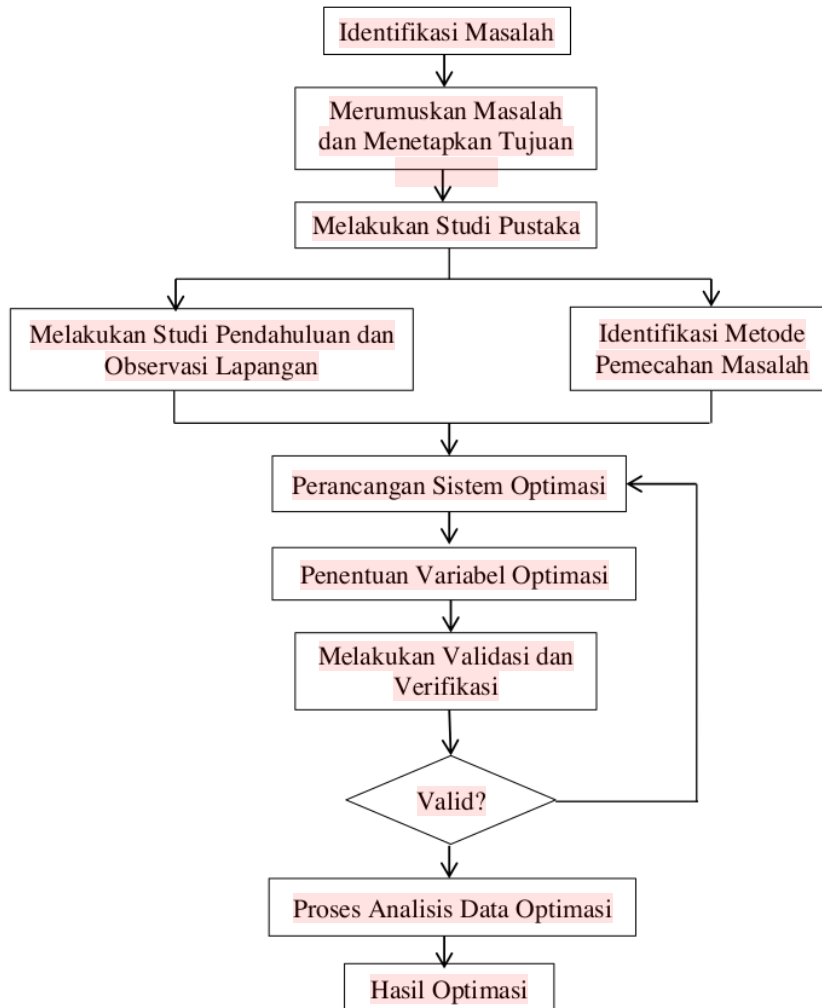 Identifikasi Masalah
Merumuskan Masalah
dan Menetapkan Tujuan
Melakukan Studi Pustaka
Melakukan Studi Pendahuluan dan
Observasi Lapangan
Identifikasi Metode
Pemecahan Masalah
Perancangan Sistem Optimasi
Penentuan Variabel Optimasi
Melakukan Validasi dan
Verifikasi
Valid?
Proses Analisis Data Optimasi
Hasil Optimasi